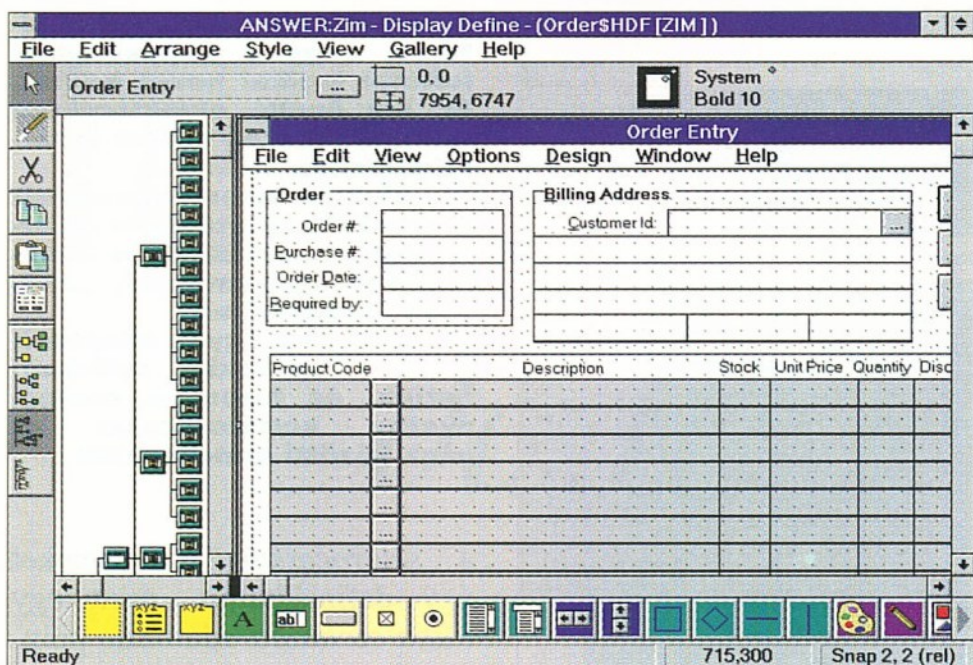 ANSWER:Zim - Display Define - (Order$HDF [ZIM ] )
File Edit Arrange Style View Gallery Help
Order Entry ... 0, 0 System
7954, 6747 Bold 10
Order Entry
File Edit View Options Design Window Help
Order Billing Address
Order #: Customer Id: ...
Purchase #:
Order Date:
Required by:
Product Code Description Stock Unit Price Quantity Disc
...
...
...
...
...
...
...
xyz xyz A ab
Ready 715,300 Snap 2, 2 (rel)